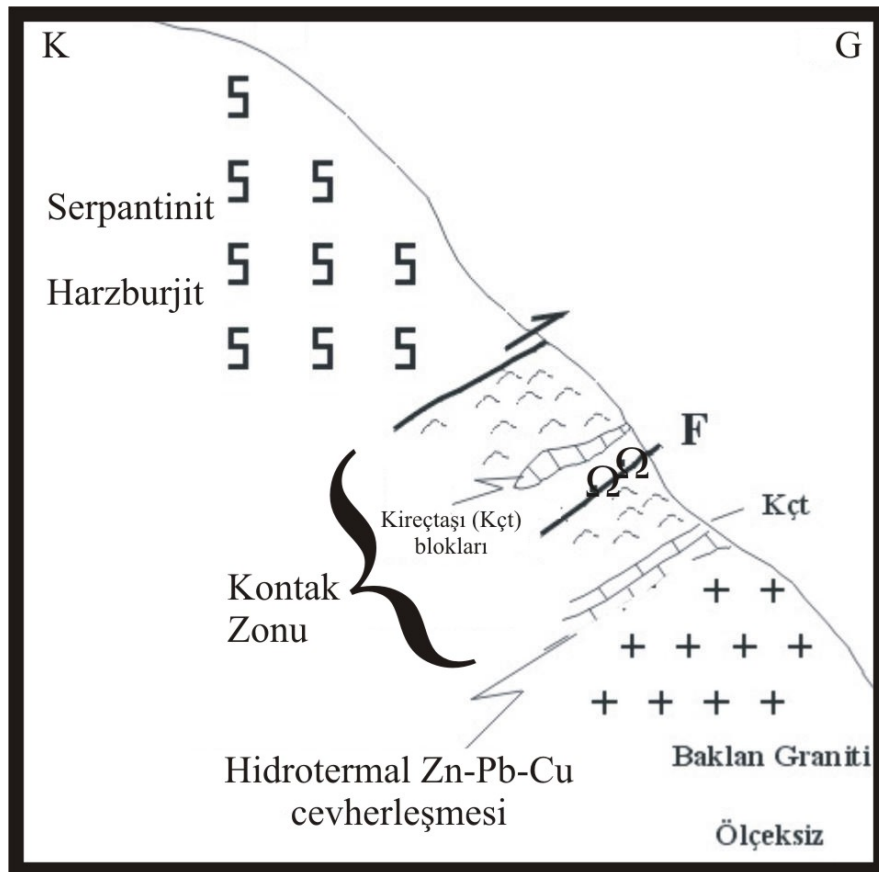 K
G
Serpantinit
Harzburjit
F
Kireçtaşı (Kçt)
blokları
Kçt
Kontak
Zonu
Baklan Graniti
Hidrotermal Zn-Pb-Cu
cevherleşmesi
Ölçeksiz